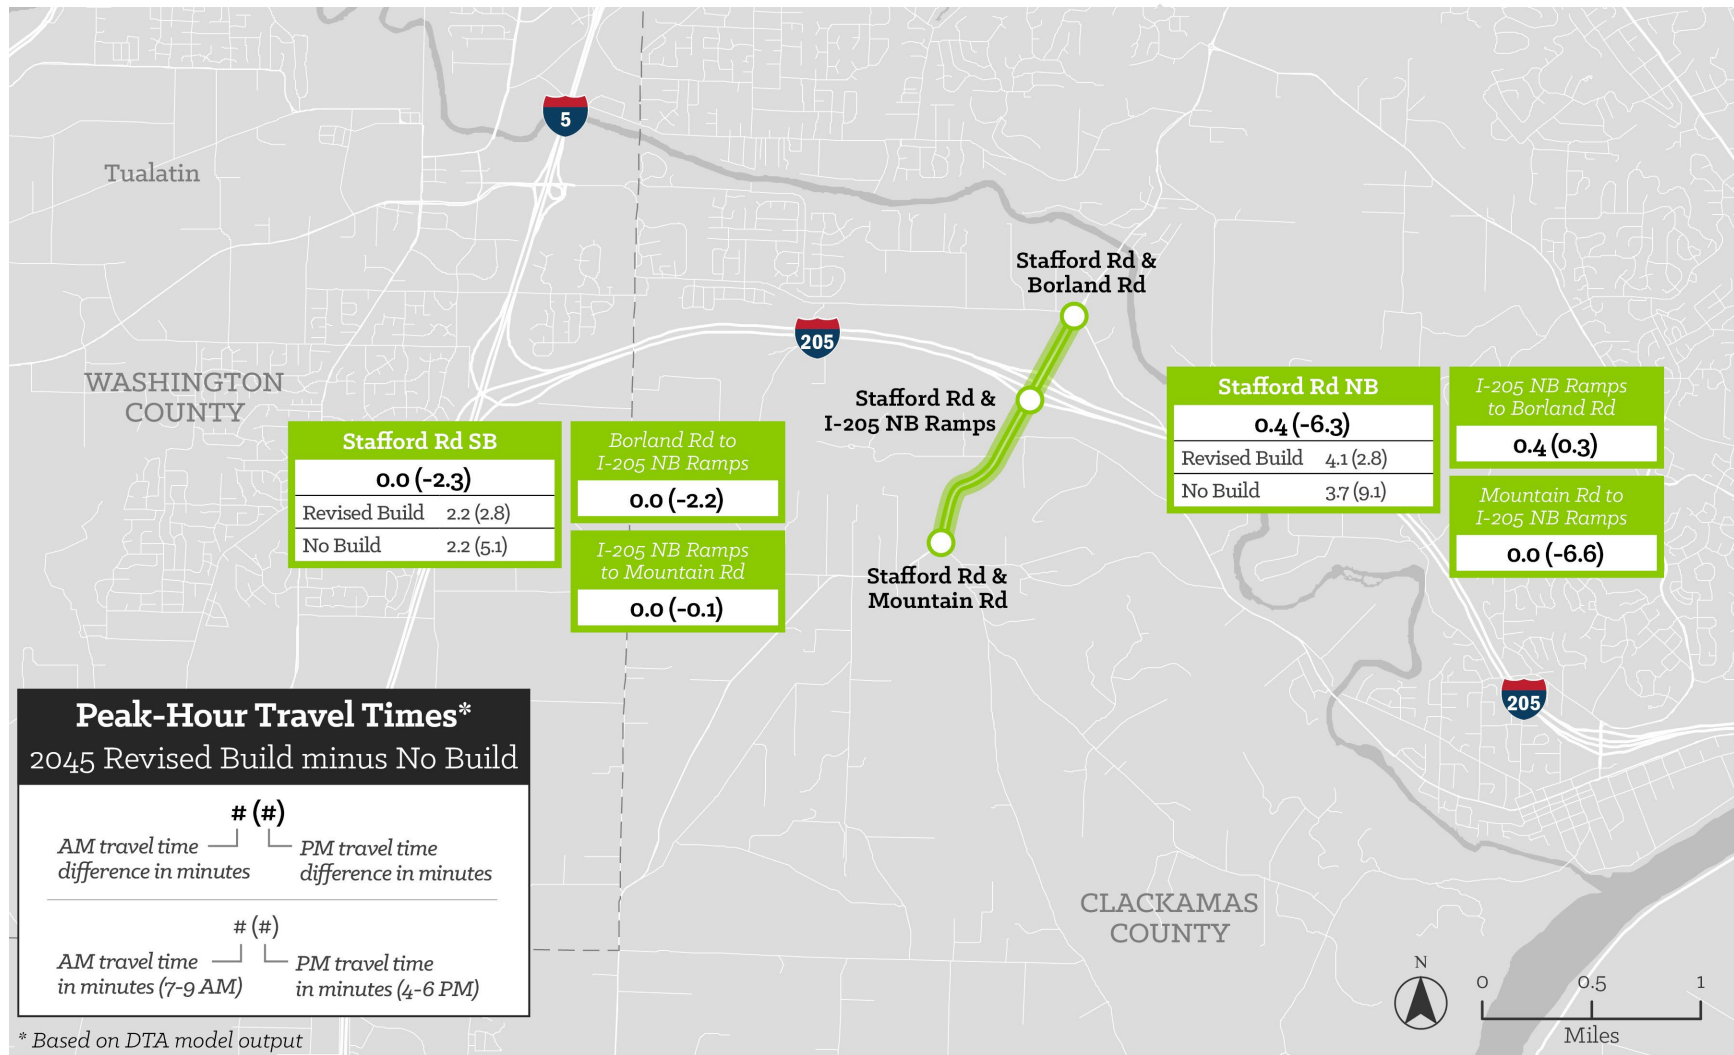 5
Tualatin
Stafford Rd &
Borland Rd
205
WASHINGTON
COUNTY
Stafford Rd &
I-205 NB Ramps
Stafford Rd NB
0.4 (-6.3)
Revised Build 4.1 (2.8)
No Build 3.7 (9.1)
I-205 NB Ramps
to Borland Rd
0.4 (0.3)
Mountain Rd to
I-205 NB Ramps
0.0 (-6.6)
Stafford Rd SB
0.0 (-2.3)
Revised Build 2.2 (2.8)
No Build 2.2 (5.1)
Borland Rd to
I-205 NB Ramps
0.0 (-2.2)
I-205 NB Ramps
to Mountain Rd
0.0 (-0.1)
Stafford Rd &
Mountain Rd
205
Peak-Hour Travel Times*
2045 Revised Build minus No Build
# (#)
AM travel time
difference in minutes
PM travel time
difference in minutes
# (#)
AM travel time
in minutes (7-9 AM)
PM travel time
in minutes (4-6 PM)
* Based on DTA model output
CLACKAMAS
COUNTY
N
0 0.5 1
Miles